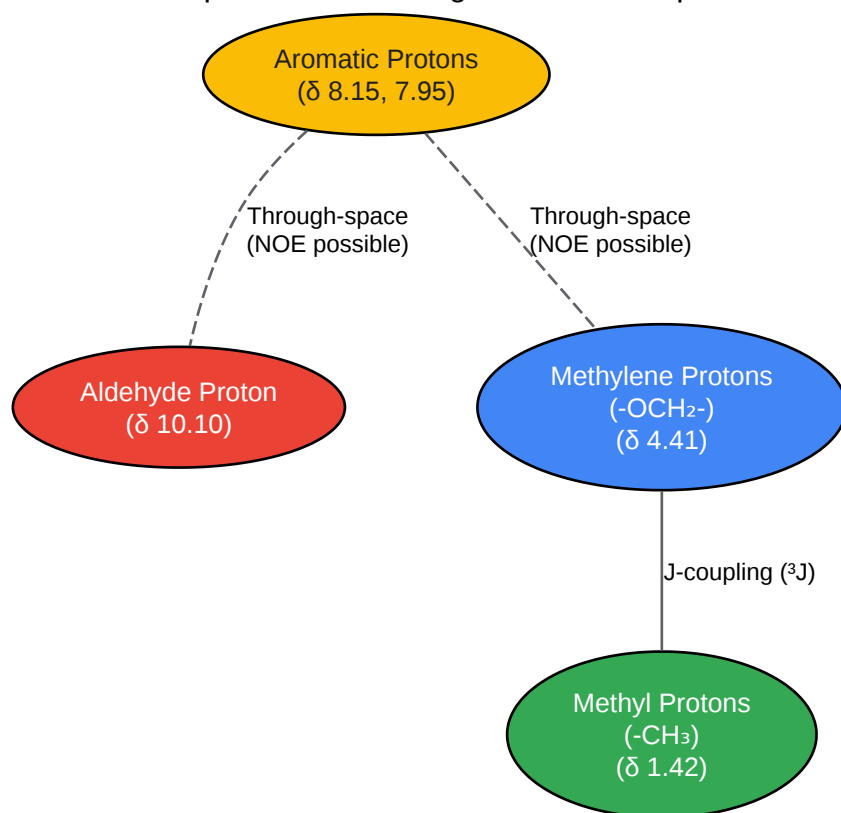 Aromatic Protons
(δ 8.15, 7.95)
Through-space
(NOE possible)
Through-space
(NOE possible)
Aldehyde Proton
(δ 10.10)
Methylene Protons
(-OCH₂-)
(δ 4.41)
J-coupling (³J)
Methyl Protons
(-CH₃)
(δ 1.42)